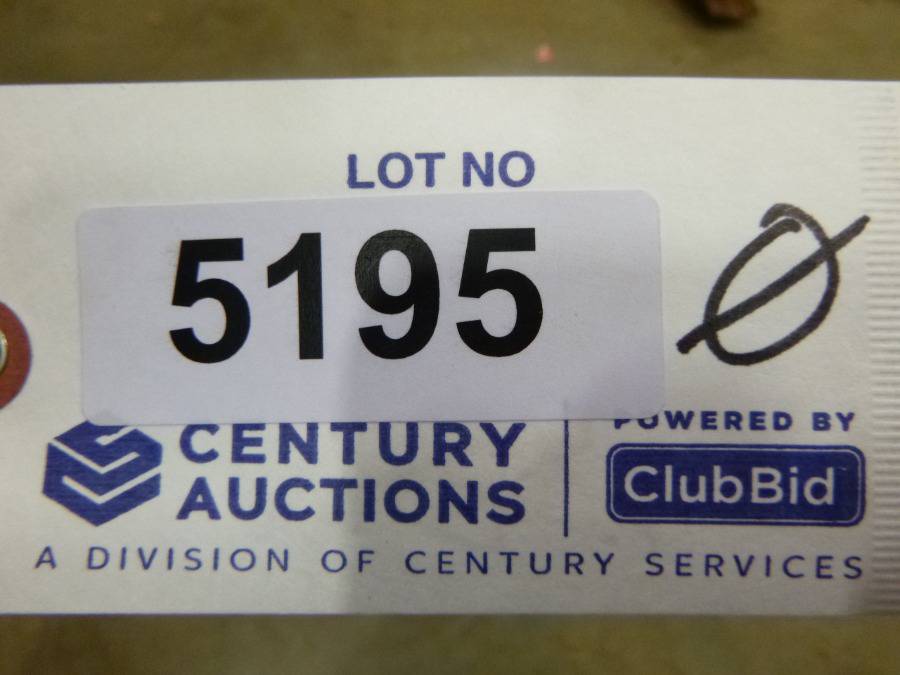 LOT NO
5195 Ø
CENTURY
AUCTIONS
POWERED BY
ClubBid
A DIVISION OF CENTURY SERVICES